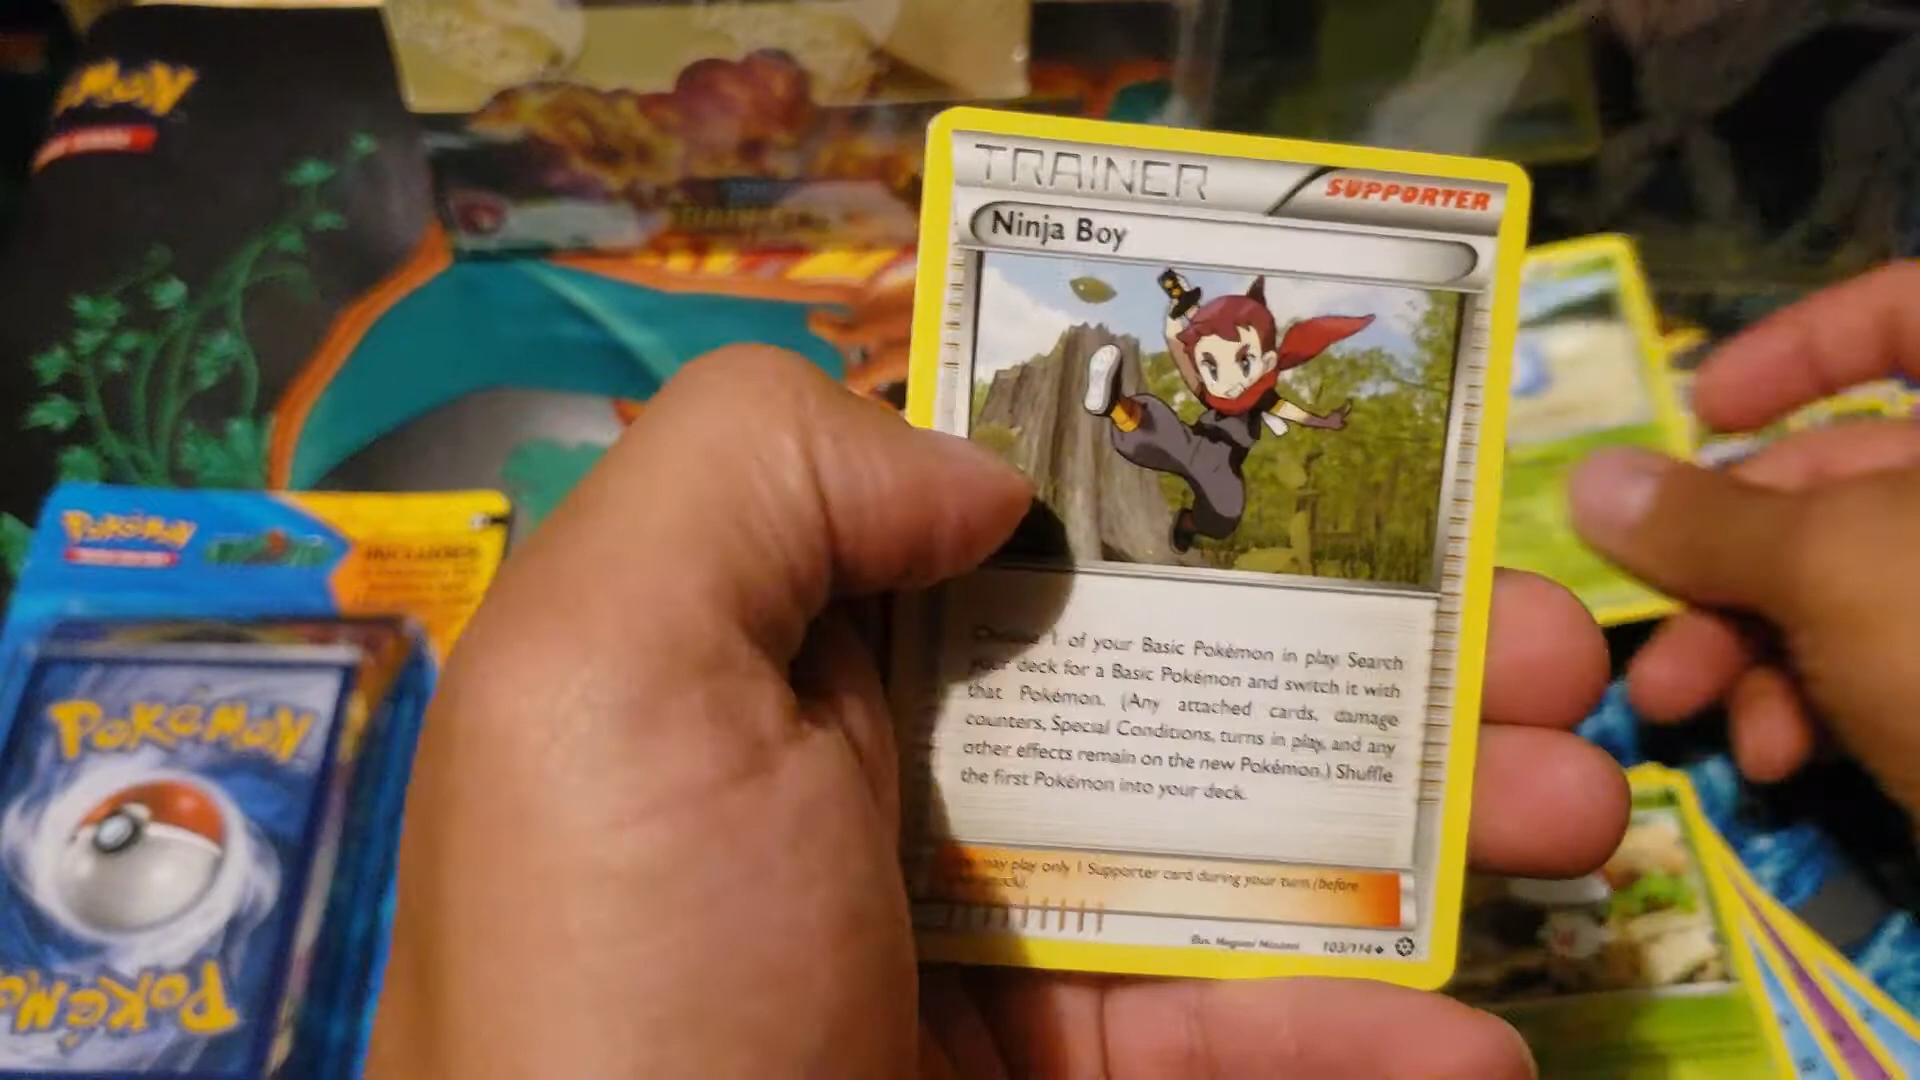 TRAINER
SUPPORTER
Ninja Boy
1 of your Basic Pokémon in play. Search
your deck for a Basic Pokémon and switch it with
that Pokémon. (Any attached cards, damage
counters, Special Conditions, turns in play, and any
other effects remain on the new Pokémon.) Shuffle
the first Pokémon into your deck.
may play only 1 Supporter card during your turn (before
103/114
POKéMON
POKéMON
POKéMON